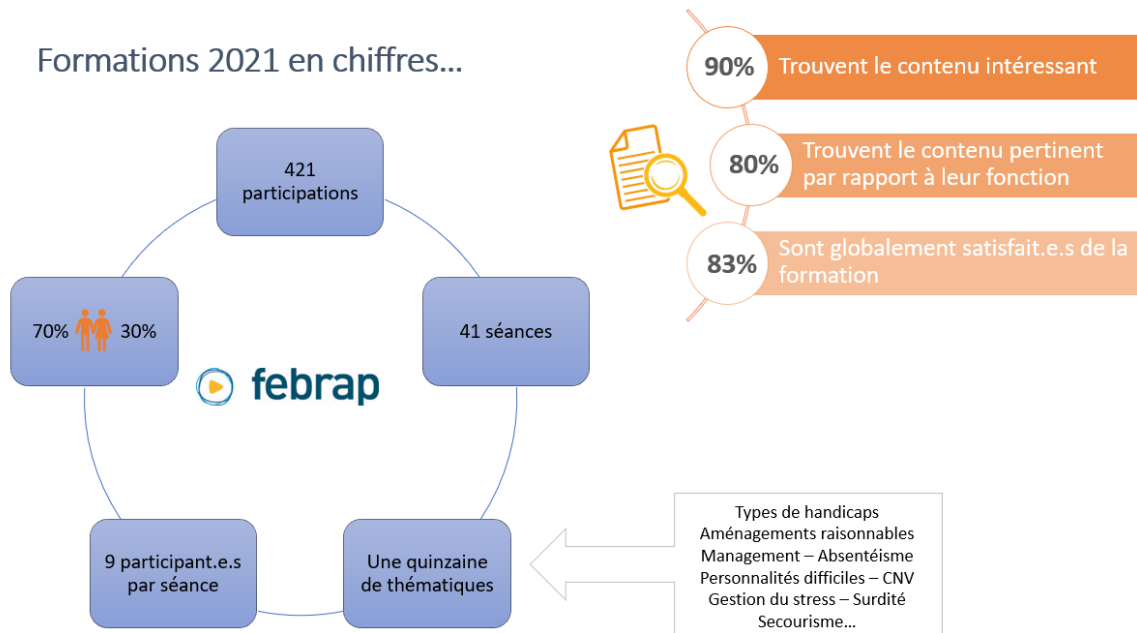 Formations 2021 en chiffres...
421
participations
70% 30%
41 séances
febrap
9 participant.e.s
par séance
Une quinzaine
de thématiques
Types de handicaps
Aménagements raisonnables
Management – Absentéisme
Personnalités difficiles – CNV
Gestion du stress – Surdité
Secourisme...
90% Trouvent le contenu intéressant
80% Trouvent le contenu pertinent
par rapport à leur fonction
83% Sont globalement satisfait.e.s de la
formation